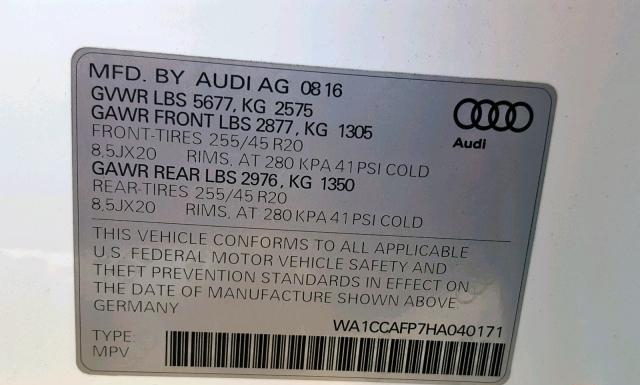 MFD. BY AUDI AG 08 16
GVWR LBS 5677, KG 2575
GAWR FRONT LBS 2877, KG 1305
FRONT-TIRES 255/45 R20
8,5JX20 RIMS, AT 280 KPA 41 PSI COLD
GAWR REAR LBS 2976, KG 1350
REAR-TIRES 255/45 R20
8,5JX20 RIMS, AT 280 KPA 41 PSI COLD
Audi
THIS VEHICLE CONFORMS TO ALL APPLICABLE
U.S. FEDERAL MOTOR VEHICLE SAFETY AND
THEFT PREVENTION STANDARDS IN EFFECT ON
THE DATE OF MANUFACTURE SHOWN ABOVE.
GERMANY
WA1CCAFP7HA040171
TYPE:
MPV